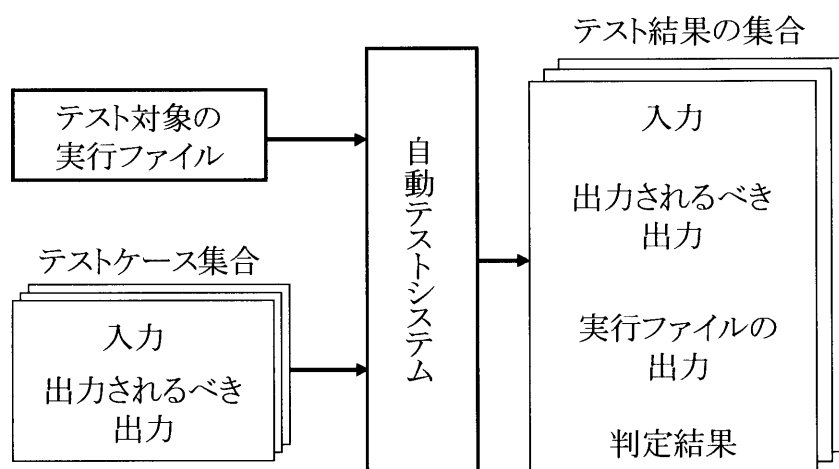 テスト対象の
実行ファイル
テストケース集合
入力
出力されるべき
出力
自動テストシステム
テスト結果の集合
入力
出力されるべき
出力
実行ファイルの
出力
判定結果